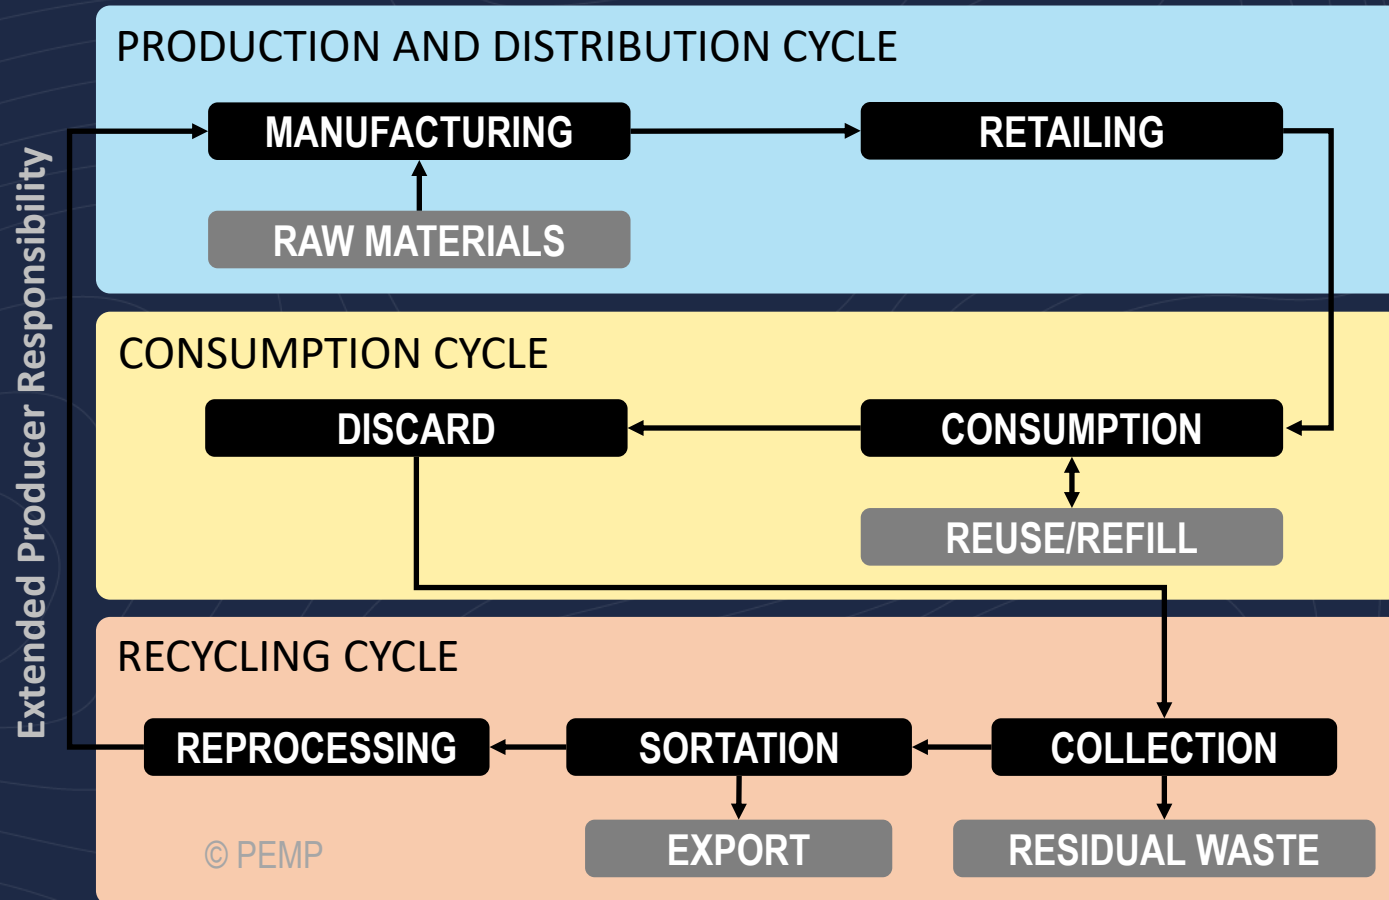 Extended Producer Responsibility
PRODUCTION AND DISTRIBUTION CYCLE
MANUFACTURING
RETAILING
RAW MATERIALS
CONSUMPTION CYCLE
DISCARD
CONSUMPTION
REUSE/REFILL
RECYCLING CYCLE
REPROCESSING
SORTATION
COLLECTION
© PEMP
EXPORT
RESIDUAL WASTE